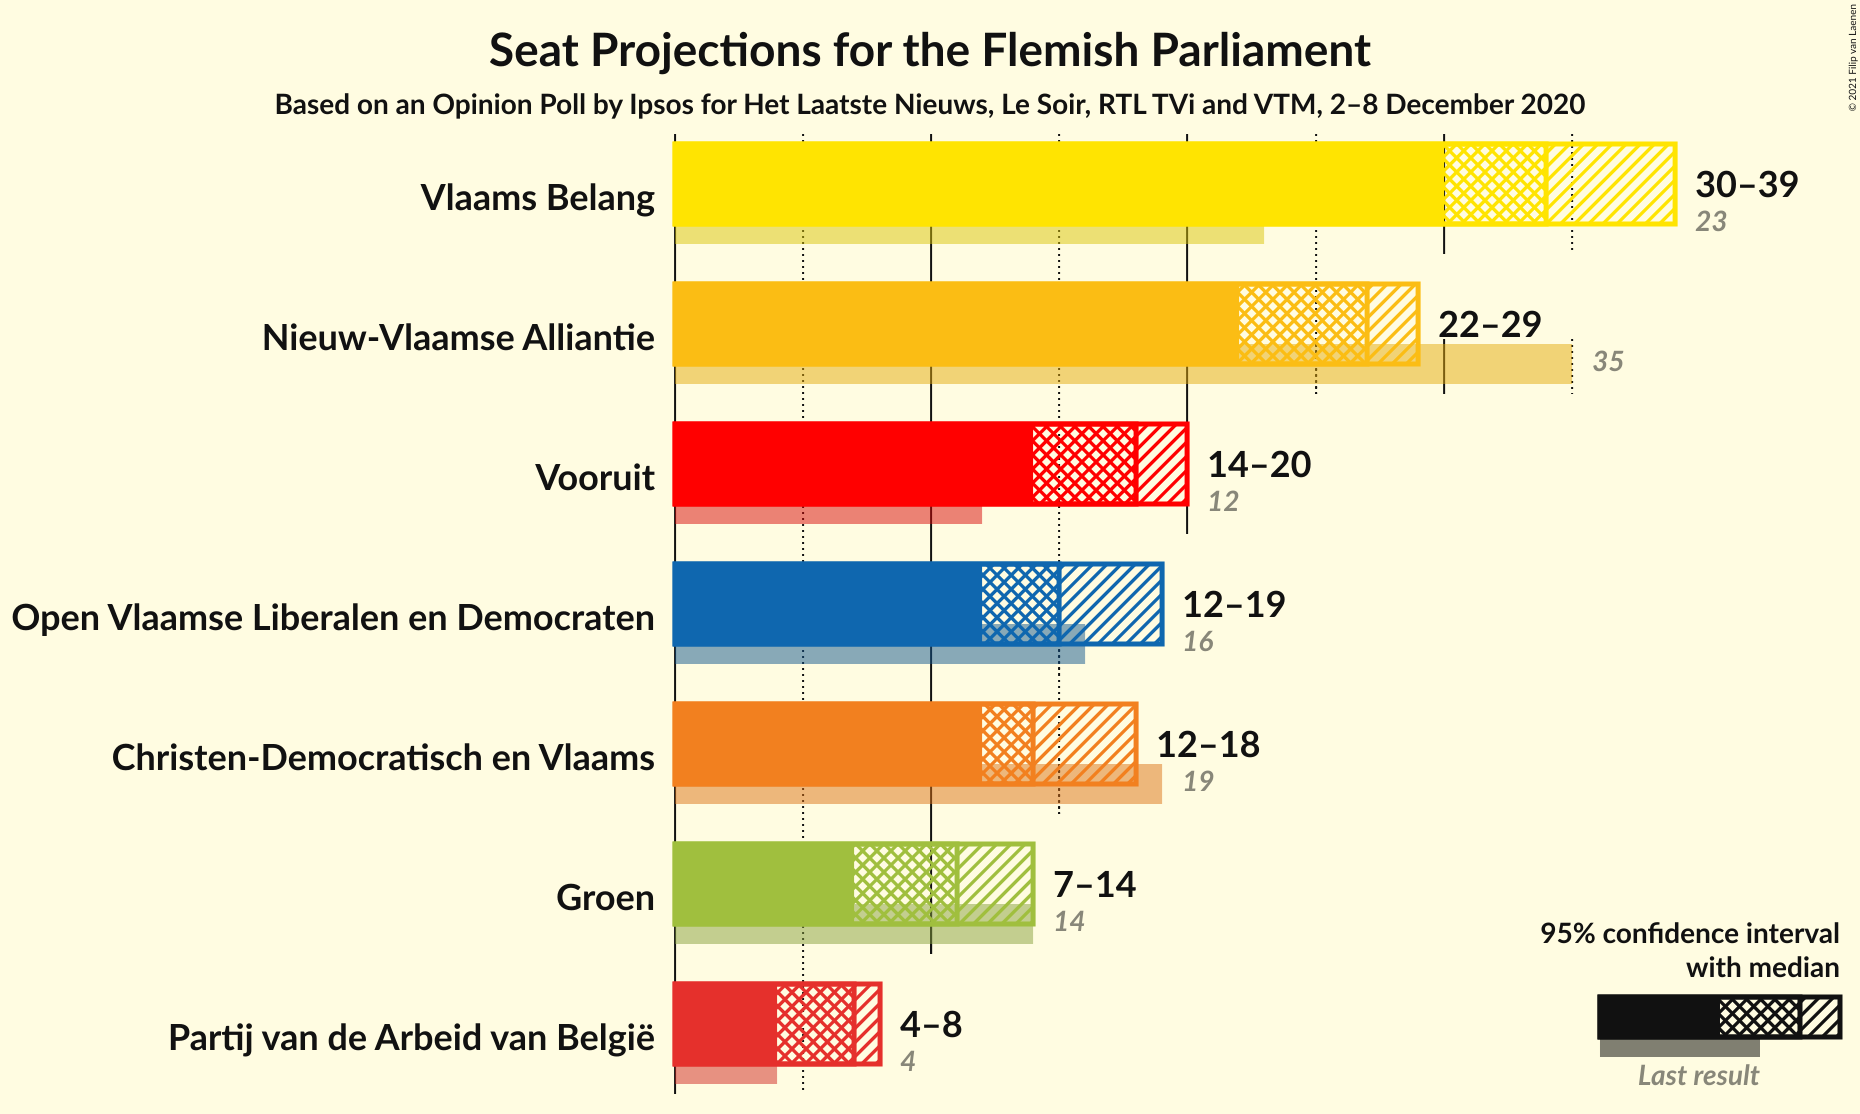 Seat Projections for the Flemish Parliament
Based on an Opinion Poll by Ipsos for Het Laatste Nieuws, Le Soir, RTL TVi and VTM, 2–8 December 2020
© 2021 Filip van Laenen
Vlaams Belang
30–39
23
Nieuw-Vlaamse Alliantie
22–29
35
Vooruit
14–20
12
Open Vlaamse Liberalen en Democraten
12–19
16
Christen-Democratisch en Vlaams
12–18
19
Groen
7–14
14
Partij van de Arbeid van België
4–8
4
95% confidence interval
with median
Last result